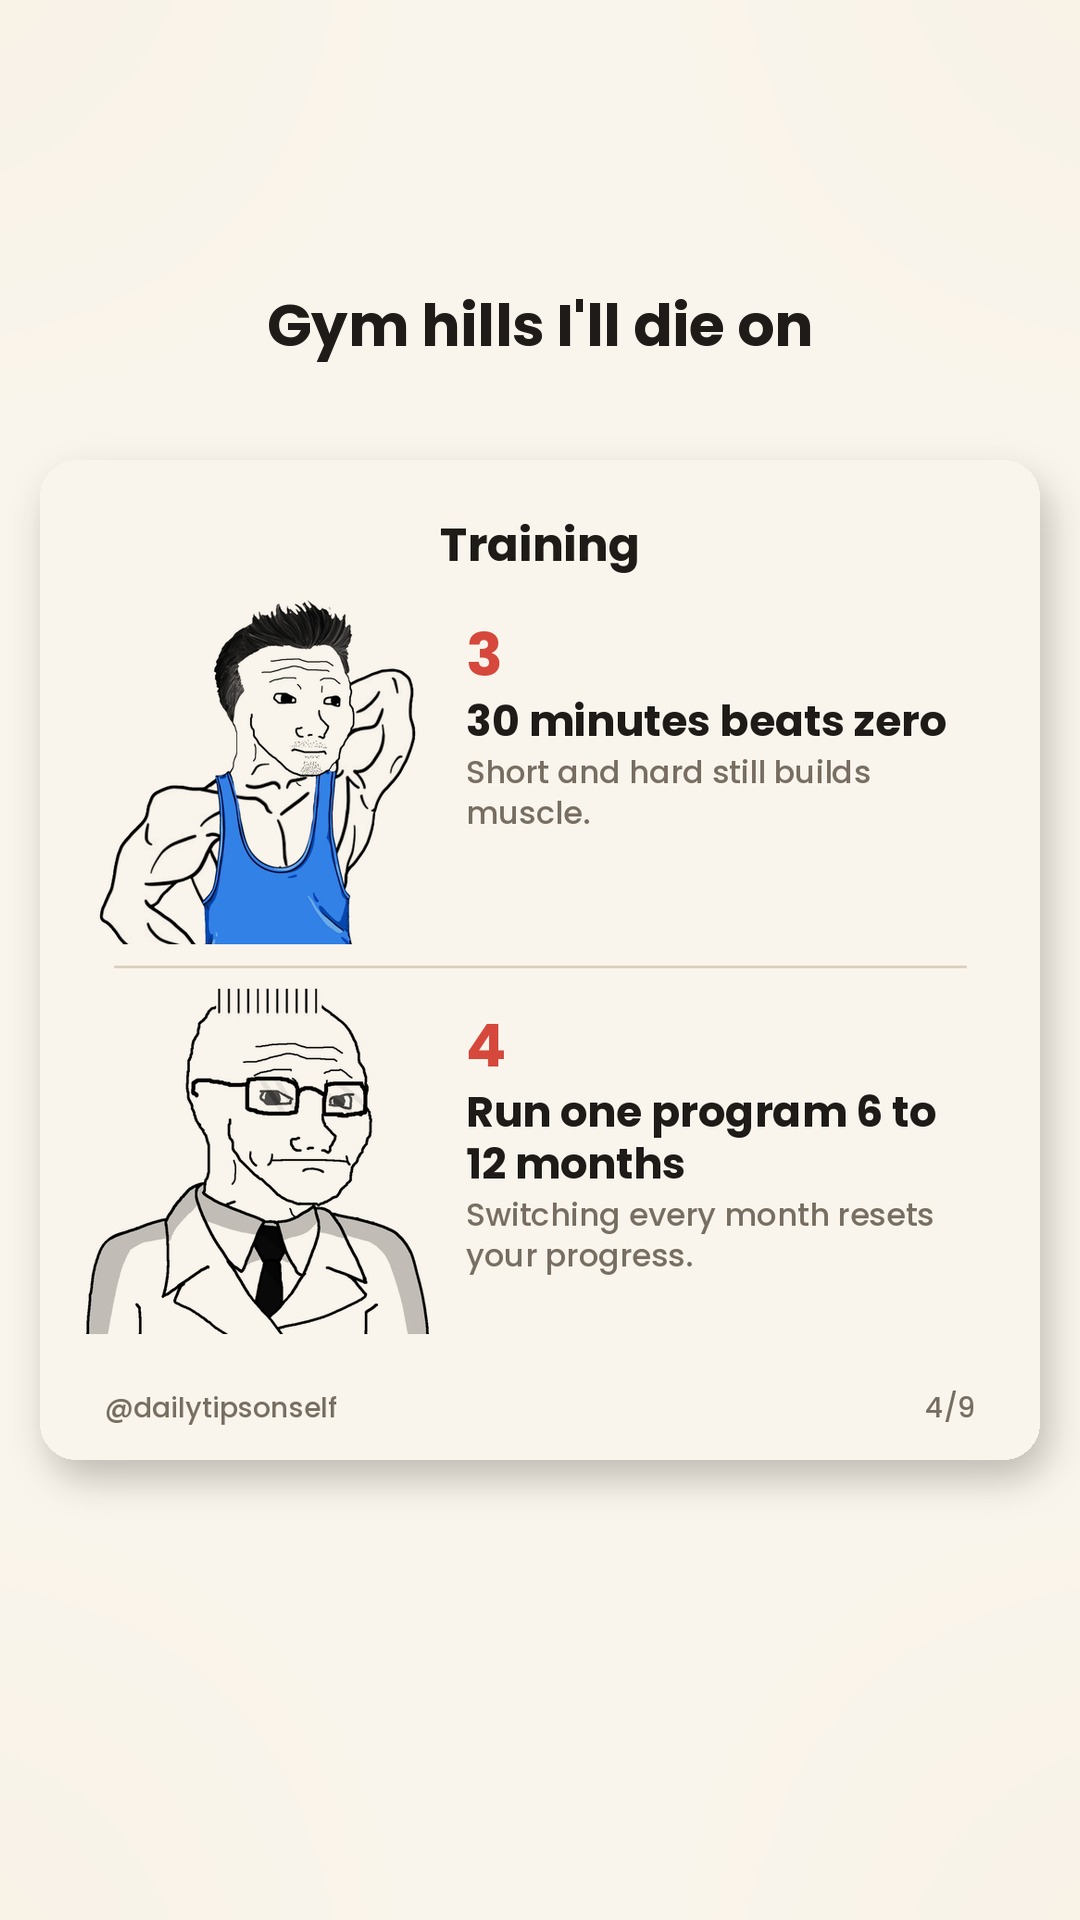 Gym hills I'll die on
Training
3
30 minutes beats zero
Short and hard still builds
muscle.
4
Run one program 6 to
12 months
Switching every month resets
your progress.
@dailytipsonself
4/9